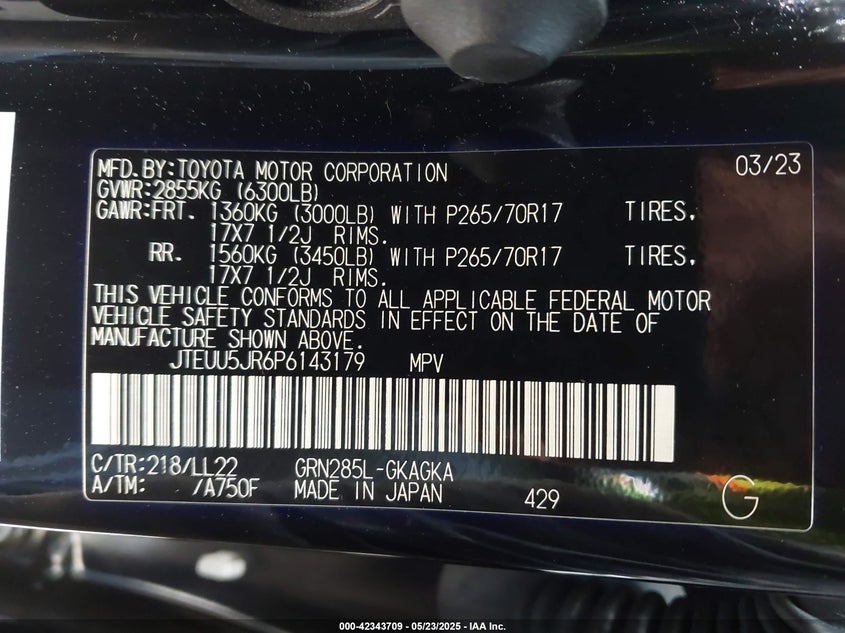 MFD.BY:TOYOTA MOTOR CORPORATION 03/23
GVWR:2855KG (6300LB)
GAWR:FRT. 1360KG (3000LB) WITH P265/70R17 TIRES,
17X7 1/2J RIMS.
RR. 1560KG (3450LB) WITH P265/70R17 TIRES,
17X7 1/2J RIMS.
THIS VEHICLE CONFORMS TO ALL APPLICABLE FEDERAL MOTOR
VEHICLE SAFETY STANDARDS IN EFFECT ON THE DATE OF
MANUFACTURE SHOWN ABOVE.
JTEUU5JR6P6143179 MPV
C/TR:218/LL22 GRN285L-GKAGKA
A/TM: /A750F MADE IN JAPAN 429 G
000-42343709 - 05/23/2025 - IAA Inc.